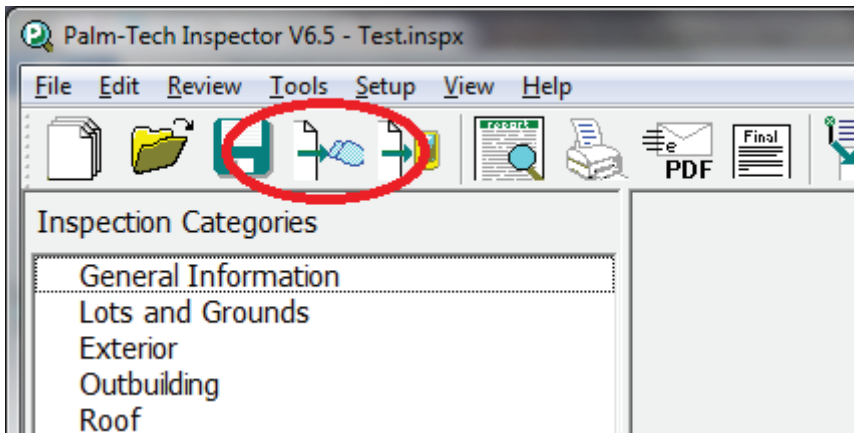 Palm-Tech Inspector V6.5 - Test.inspx
File Edit Review Tools Setup View Help
report
Final
e
PDF
Inspection Categories
General Information
Lots and Grounds
Exterior
Outbuilding
Roof